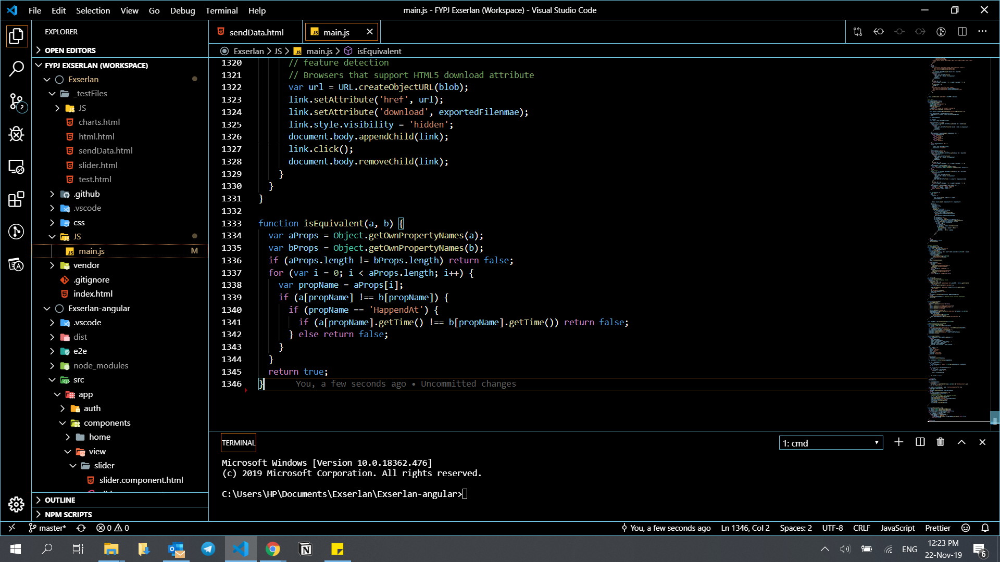 File Edit Selection View Go Debug Terminal Help
main.js - FYPJ Exserlan (Workspace) - Visual Studio Code
EXPLORER
OPEN EDITORS
FYPJ EXSERLAN (WORKSPACE)
Exserlan
_testFiles
JS
charts.html
html.html
sendData.html
slider.html
test.html
.github
.vscode
css
JS
main.js M
vendor
.gitignore
index.html
Exserlan-angular
.vscode
dist
e2e
node_modules
src
app
auth
components
home
view
slider
slider.component.html
OUTLINE
NPM SCRIPTS
2
sendData.html
JS main.js
Exserlan > JS > JS main.js > isEquivalent
1320 // feature detection
1321 // Browsers that support HTML5 download attribute
1322 var url = URL.createObjectURL(blob);
1323 link.setAttribute('href', url);
1324 link.setAttribute('download', exportedFilenmae);
1325 link.style.visibility = 'hidden';
1326 document.body.appendChild(link);
1327 link.click();
1328 document.body.removeChild(link);
1329 }
1330 }
1331 }
1332
1333 function isEquivalent(a, b) {
1334 var aProps = Object.getOwnPropertyNames(a);
1335 var bProps = Object.getOwnPropertyNames(b);
1336 if (aProps.length != bProps.length) return false;
1337 for (var i = 0; i < aProps.length; i++) {
1338 var propName = aProps[i];
1339 if (a[propName] !== b[propName]) {
1340 if (propName == 'HappendAt') {
1341 if (a[propName].getTime() !== b[propName].getTime()) return false;
1342 } else return false;
1343 }
1344 }
1345 return true;
1346 } You, a few seconds ago • Uncommitted changes
TERMINAL
1: cmd
Microsoft Windows [Version 10.0.18362.476]
(c) 2019 Microsoft Corporation. All rights reserved.
C:\Users\HP\Documents\Exserlan\Exserlan-angular>
master* 0 0
You, a few seconds ago Ln 1346, Col 2 Spaces: 2 UTF-8 CRLF JavaScript Prettier
ENG
12:23 PM
22-Nov-19
6